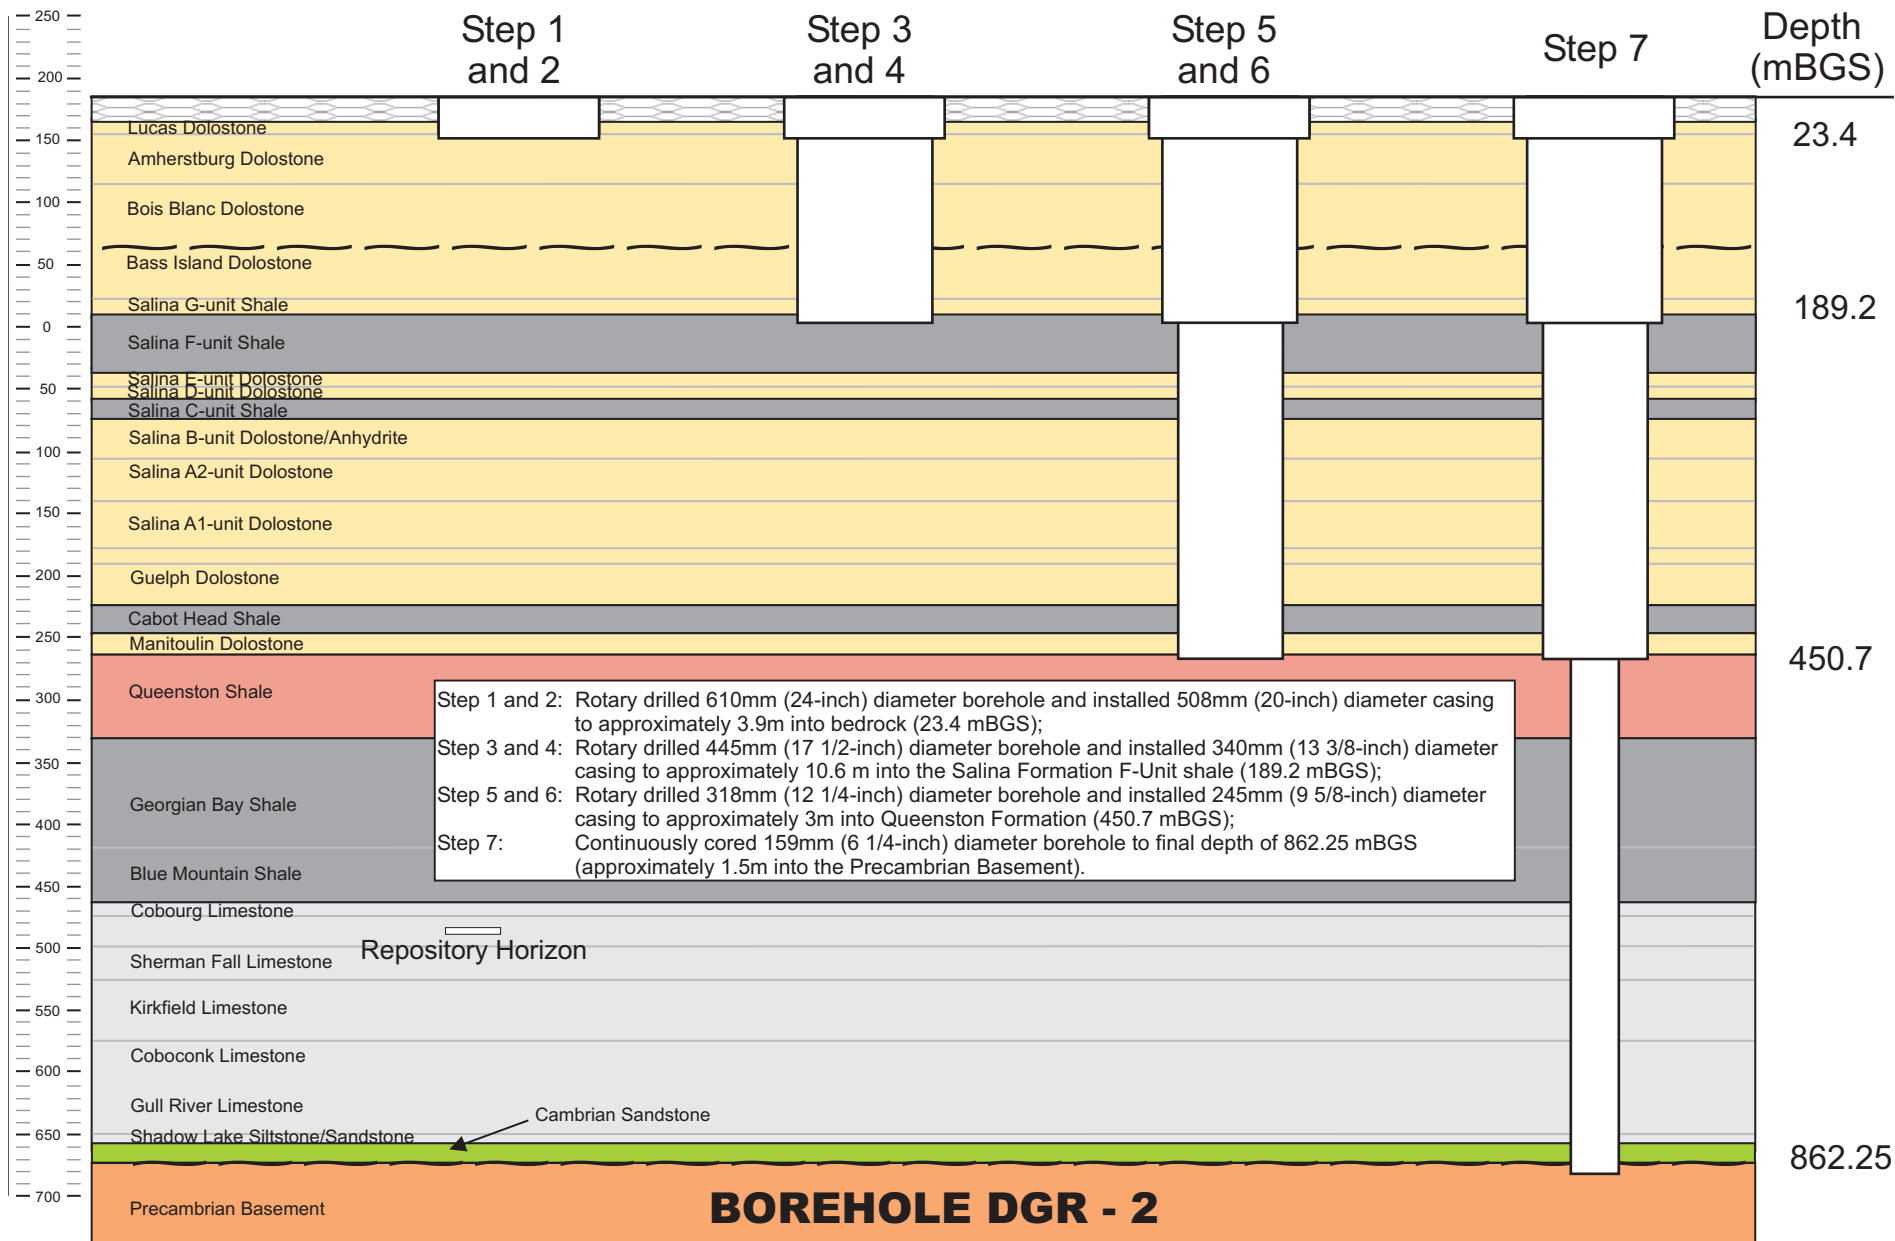 Step 1
and 2
Step 3
and 4
Step 5
and 6
Step 7
Depth
(mBGS)
250
200
150
100
50
0
50
100
150
200
250
300
350
400
450
500
550
600
650
700
Lucas Dolostone
Amherstburg Dolostone
Bois Blanc Dolostone
Bass Island Dolostone
Salina G-unit Shale
Salina F-unit Shale
Salina E-unit Dolostone
Salina D-unit Dolostone
Salina C-unit Shale
Salina B-unit Dolostone/Anhydrite
Salina A2-unit Dolostone
Salina A1-unit Dolostone
Guelph Dolostone
Cabot Head Shale
Manitoulin Dolostone
Queenston Shale
Georgian Bay Shale
Blue Mountain Shale
Cobourg Limestone
Sherman Fall Limestone
Kirkfield Limestone
Coboconk Limestone
Gull River Limestone
Shadow Lake Siltstone/Sandstone
Precambrian Basement
23.4
189.2
450.7
862.25
Step 1 and 2: Rotary drilled 610mm (24-inch) diameter borehole and installed 508mm (20-inch) diameter casing
to approximately 3.9m into bedrock (23.4 mBGS);
Step 3 and 4: Rotary drilled 445mm (17 1/2-inch) diameter borehole and installed 340mm (13 3/8-inch) diameter
casing to approximately 10.6 m into the Salina Formation F-Unit shale (189.2 mBGS);
Step 5 and 6: Rotary drilled 318mm (12 1/4-inch) diameter borehole and installed 245mm (9 5/8-inch) diameter
casing to approximately 3m into Queenston Formation (450.7 mBGS);
Step 7: Continuously cored 159mm (6 1/4-inch) diameter borehole to final depth of 862.25 mBGS
(approximately 1.5m into the Precambrian Basement).
Repository Horizon
Cambrian Sandstone
BOREHOLE DGR - 2